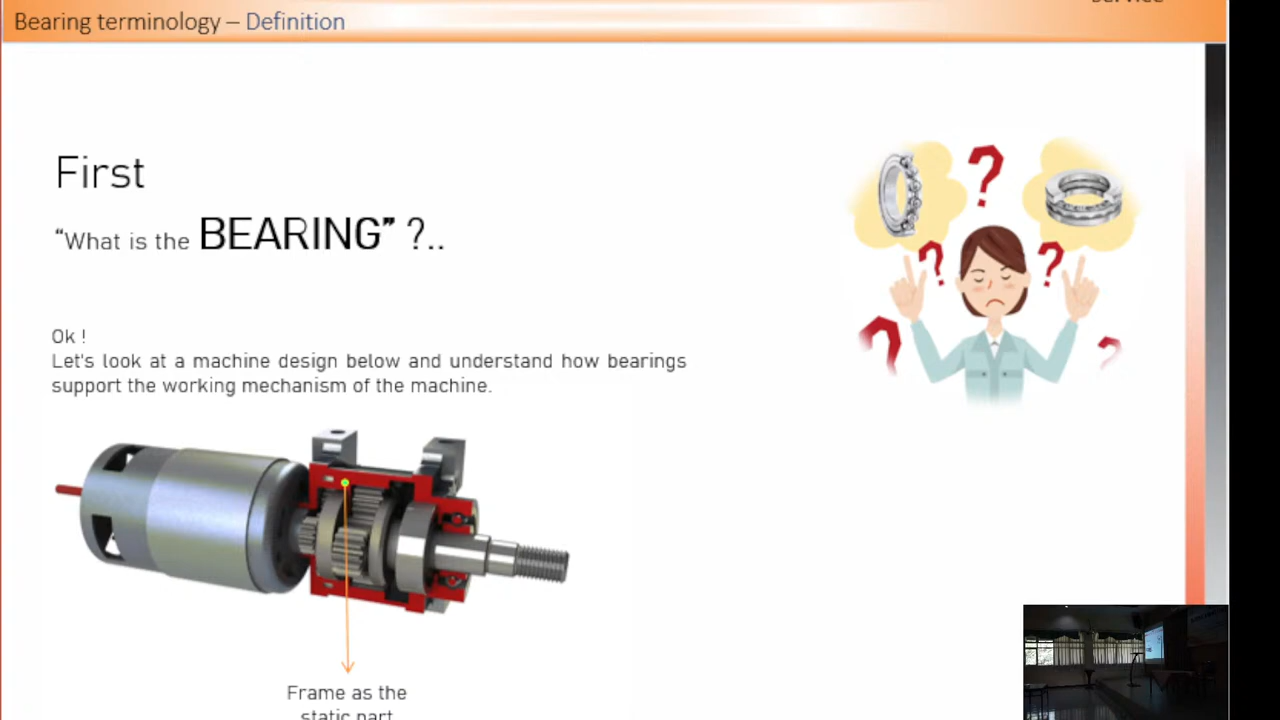 Bearing terminology – Definition
First
“What is the BEARING” ?..
Ok !
Let's look at a machine design below and understand how bearings
support the working mechanism of the machine.
Frame as the
static part